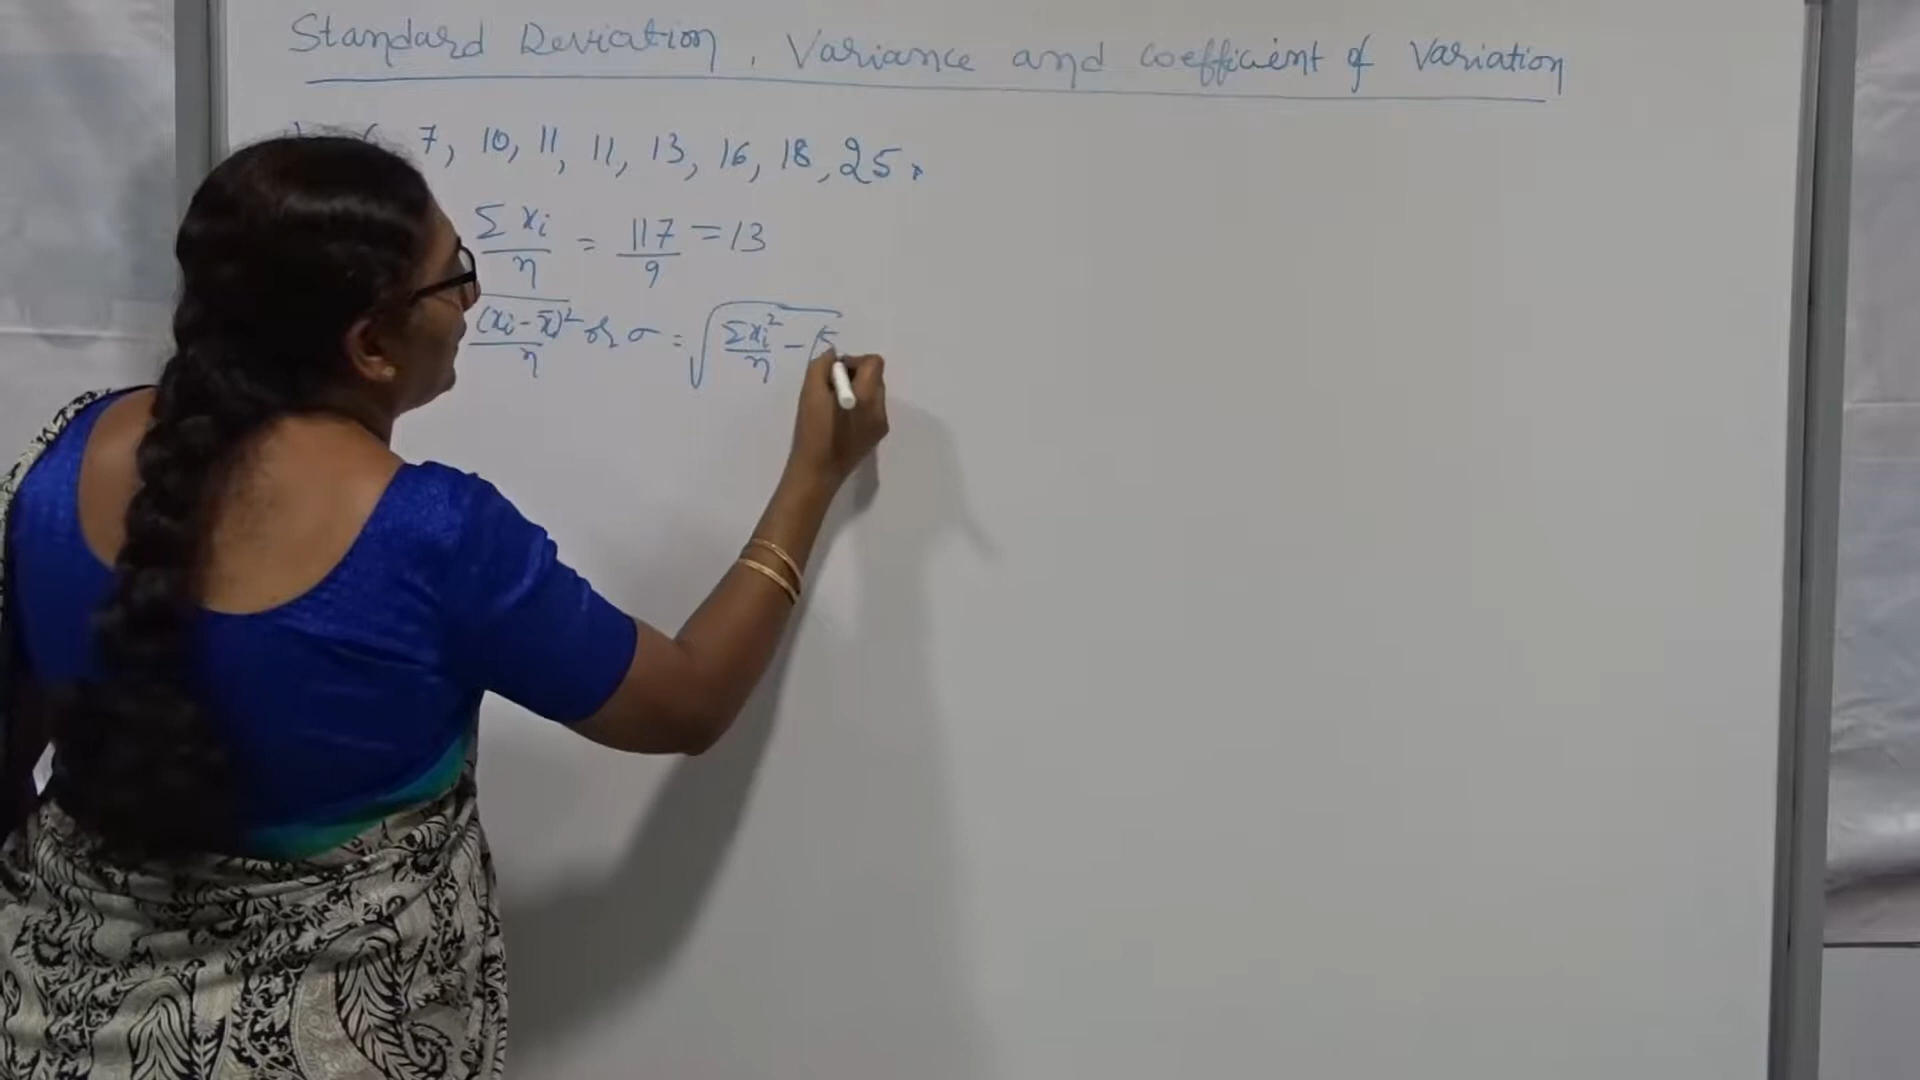 Standard Deviation, Variance and Coefficient of Variation
7, 10, 11, 11, 13, 16, 18, 25.
Σxi/n = 117/9 = 13
(xi - x̄)²/n or σ = √(Σxi²/n - (